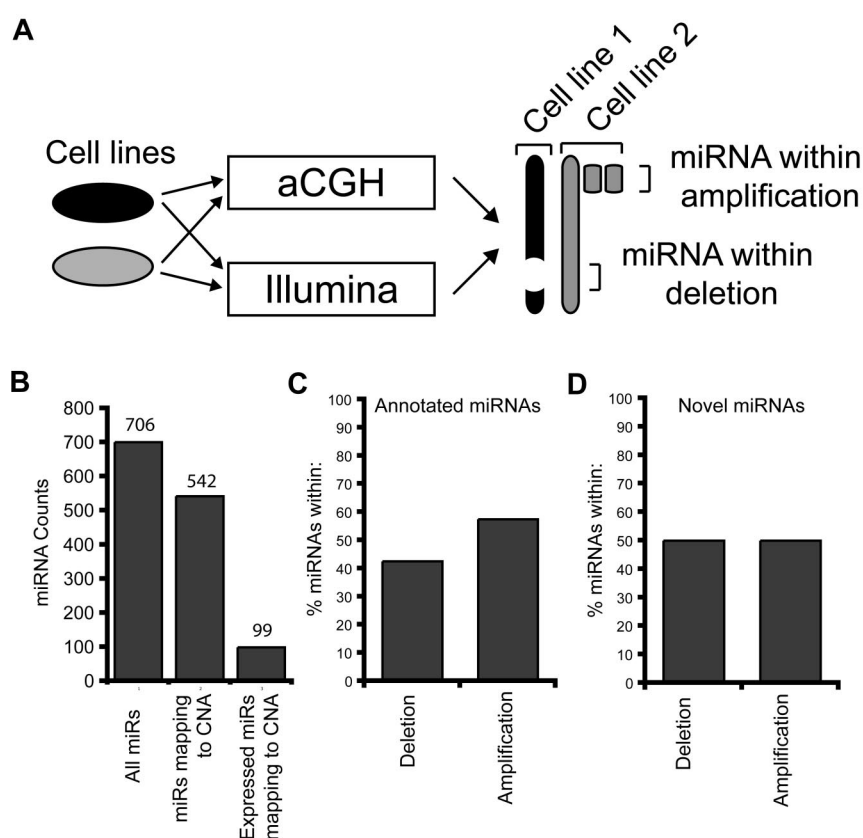 A
Cell lines
aCGH
Illumina
Cell line 1
Cell line 2
miRNA within
amplification
miRNA within
deletion
B
miRNA Counts
800
700
600
500
400
300
200
100
0
706
542
99
1
2
3
All miRs
miRs mapping
to CNA
Expressed miRs
mapping to CNA
C
Annotated miRNAs
% miRNAs within:
100
90
80
70
60
50
40
30
20
10
0
Deletion
Amplification
D
Novel miRNAs
% miRNAs within:
100
90
80
70
60
50
40
30
20
10
0
Deletion
Amplification